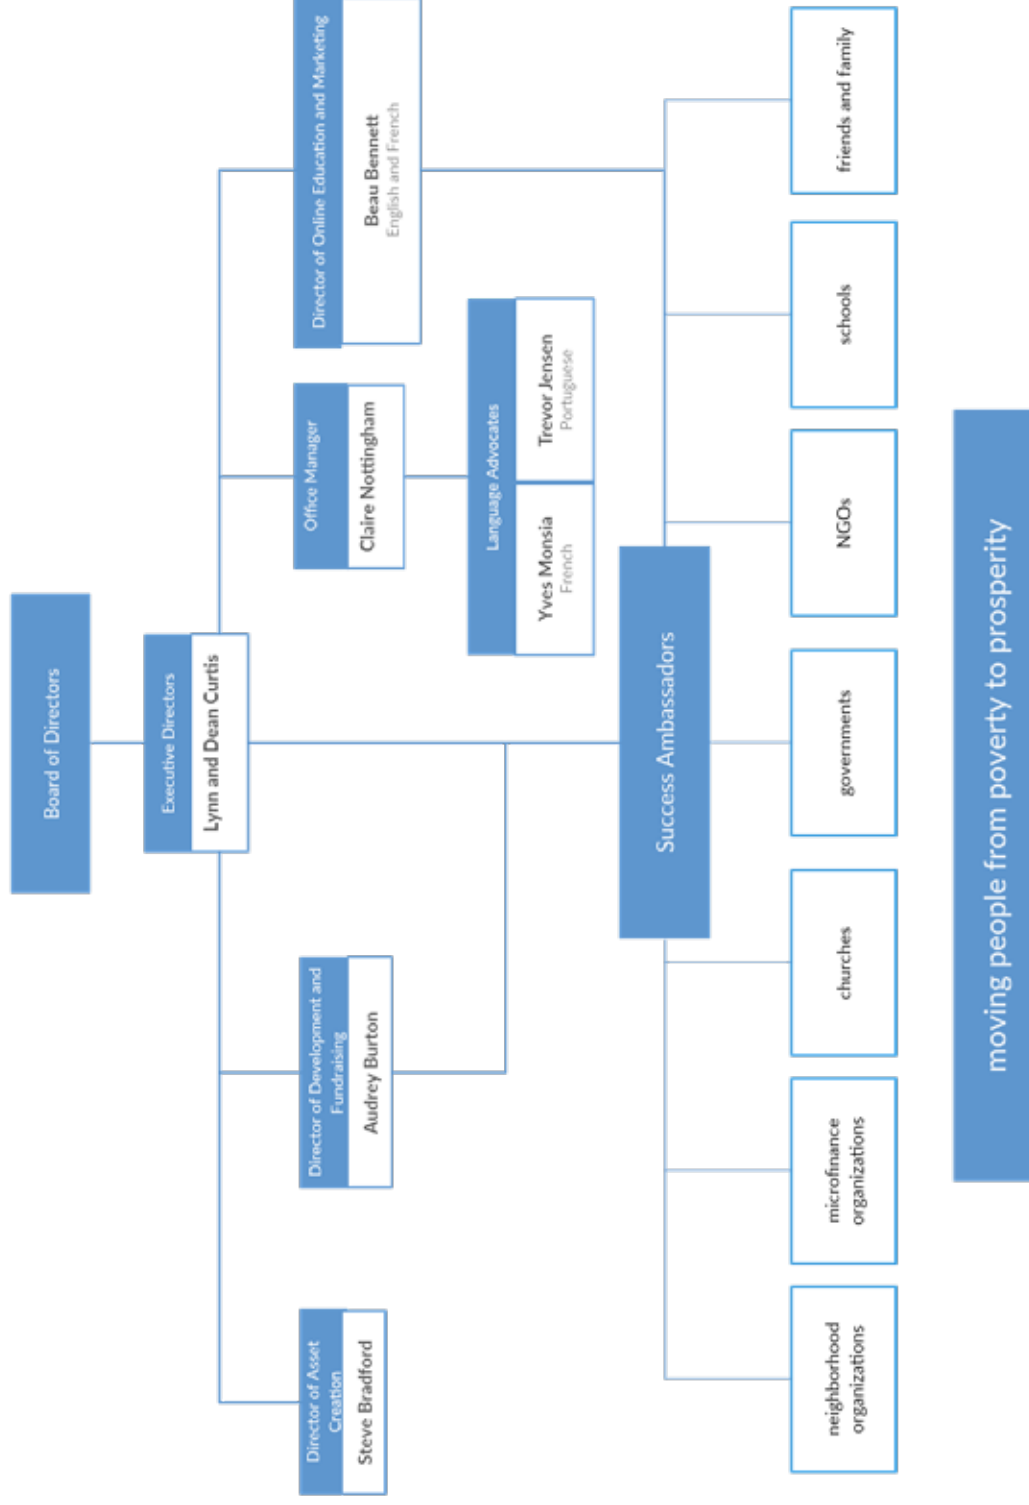 Board of Directors
Executive Directors
Lynn and Dean Curtis
Director of Asset
Creation
Steve Bradford
Director of Development and
Fundraising
Audrey Burton
Office Manager
Claire Nottingham
Director of Online Education and Marketing
Beau Bennett
English and French
Language Advocates
Yves Monsia
French
Trevor Jensen
Portuguese
Success Ambassadors
neighborhood
organizations
microfinance
organizations
churches
governments
NGOs
schools
friends and family
moving people from poverty to prosperity